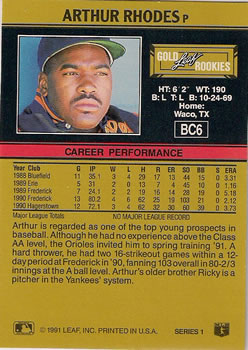 ARTHUR RHODES P
GOLD Leaf ROOKIES
HT: 6' 2" WT: 190
B: L T: L B: 10-24-69
Home:
Waco, TX
BC6
CAREER PERFORMANCE
Year Club G IP W L R H ER SO BB S ERA
1988 Bluefield
1989 Erie
1989 Frederick
1990 Frederick
1990 Hagerstown
Major League Totals NO MAJOR LEAGUE RECORD
Arthur is regarded as one of the top young prospects in
baseball. Although he had no experience above the Class
AA level, the Orioles invited him to spring training '91. A
hard thrower, he had two 16-strikeout games within a 12-
day period at Frederick in '90, fanning 103 overall in 80-2/3
innings at the A ball level. Arthur's older brother Ricky is a
pitcher in the Yankees' system.
© 1991 LEAF, INC. PRINTED IN U.S.A.
SERIES 1